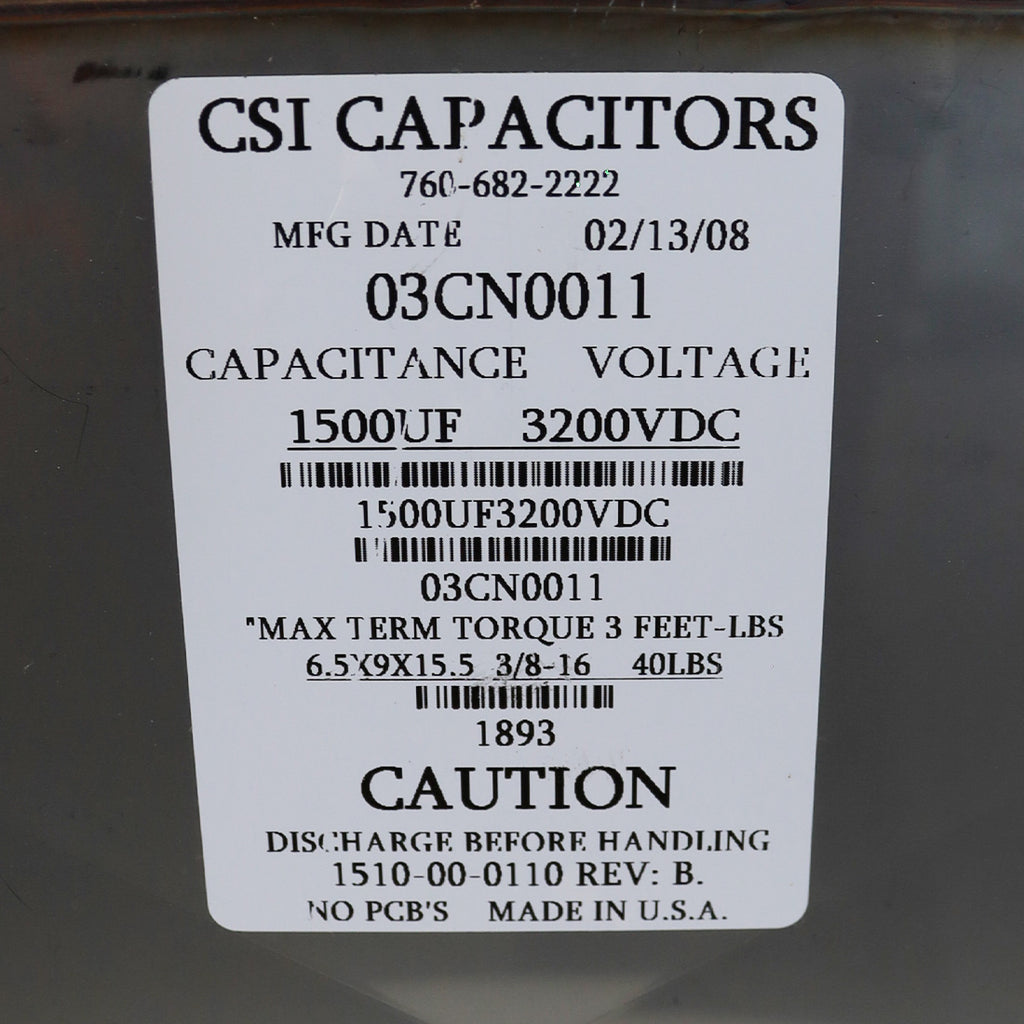 CSI CAPACITORS
760-682-2222
MFG DATE 02/13/08
03CN0011
CAPACITANCE VOLTAGE
1500UF 3200VDC
1500UF3200VDC
03CN0011
"MAX TERM TORQUE 3 FEET-LBS
6.5X9X15.5 3/8-16 40LBS
1893
CAUTION
DISCHARGE BEFORE HANDLING
1510-00-0110 REV: B.
NO PCB'S MADE IN U.S.A.